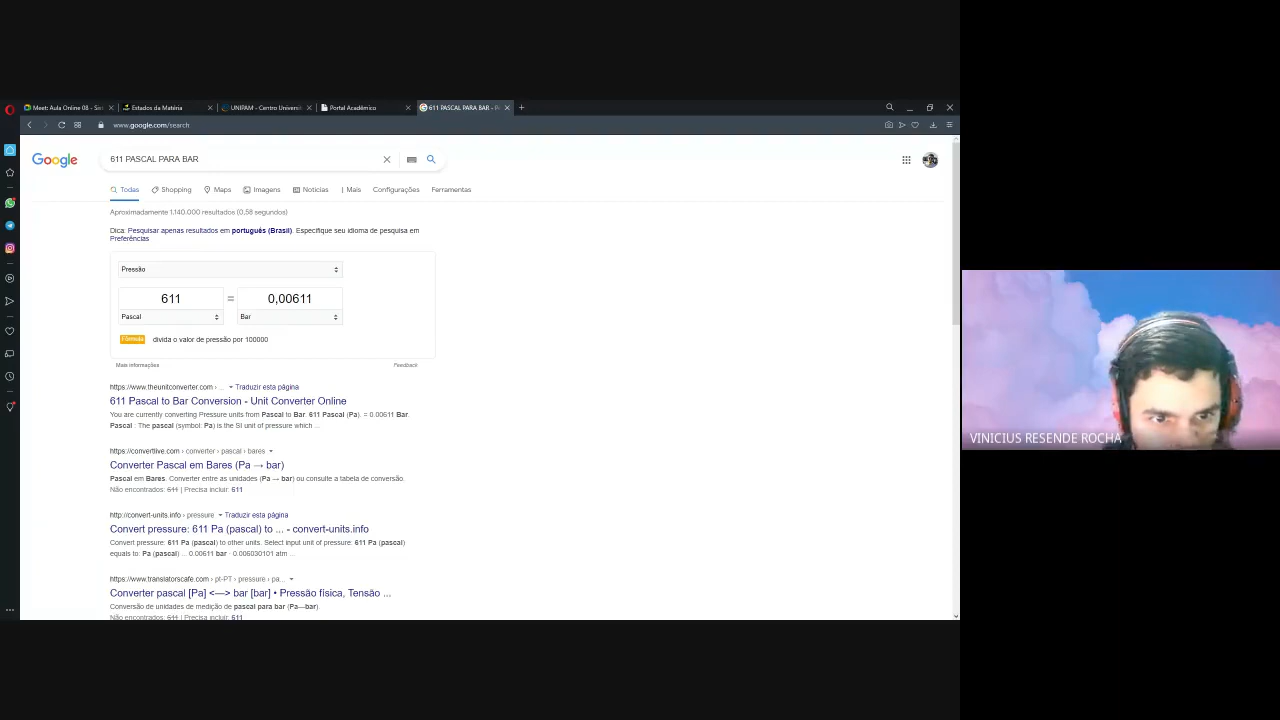 Meet: Aula Online 08 - Sis
Estados da Matéria
UNIPAM - Centro Universit
Portal Acadêmico
611 PASCAL PARA BAR -
www.google.com/search
Google
611 PASCAL PARA BAR
Todas Shopping Maps Imagens Notícias Mais Configurações Ferramentas
Aproximadamente 1.140.000 resultados (0,58 segundos)
Dica: Pesquisar apenas resultados em português (Brasil). Especifique seu idioma de pesquisa em
Preferências
Pressão
611 = 0,00611
Pascal Bar
Fórmula divida o valor de pressão por 100000
Mais informações Feedback
https://www.theunitconverter.com › ... Traduzir esta página
611 Pascal to Bar Conversion - Unit Converter Online
You are currently converting Pressure units from Pascal to Bar. 611 Pascal (Pa). = 0.00611 Bar.
Pascal : The pascal (symbol: Pa) is the SI unit of pressure which ...
https://convertlive.com › converter › pascal › bares
Converter Pascal em Bares (Pa → bar)
Pascal em Bares. Converter entre as unidades (Pa → bar) ou consulte a tabela de conversão.
Não encontrados: 611 | Precisa incluir: 611
http://convert-units.info › pressure Traduzir esta página
Convert pressure: 611 Pa (pascal) to ... - convert-units.info
Convert pressure: 611 Pa (pascal) to other units. Select input unit of pressure: 611 Pa (pascal)
equals to: Pa (pascal) ... 0.00611 bar · 0.006030101 atm ...
https://www.translatorscafe.com › pt-PT › pressure › pa...
Converter pascal [Pa] <—> bar [bar] • Pressão física, Tensão ...
Conversão de unidades de medição de pascal para bar (Pa—bar).
Não encontrados: 611 | Precisa incluir: 611
VINICIUS RESENDE ROCHA